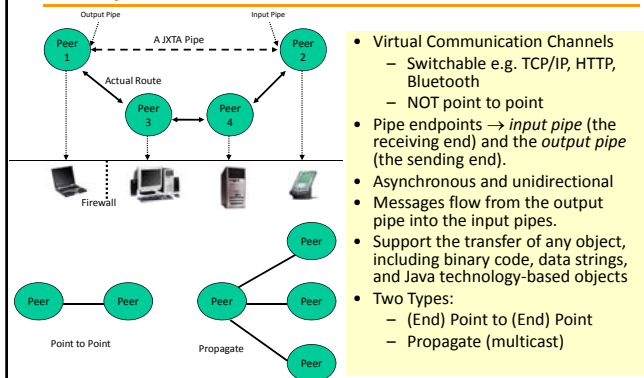 Output Pipe
Input Pipe
Peer
1
A JXTA Pipe
Peer
2
Actual Route
Peer
3
Peer
4
Firewall
Peer
Peer
Point to Point
Peer
Peer
Peer
Peer
Propagate
• Virtual Communication Channels
– Switchable e.g. TCP/IP, HTTP,
Bluetooth
– NOT point to point
• Pipe endpoints → input pipe (the
receiving end) and the output pipe
(the sending end).
• Asynchronous and unidirectional
• Messages flow from the output
pipe into the input pipes.
• Support the transfer of any object,
including binary code, data strings,
and Java technology-based objects
• Two Types:
– (End) Point to (End) Point
– Propagate (multicast)